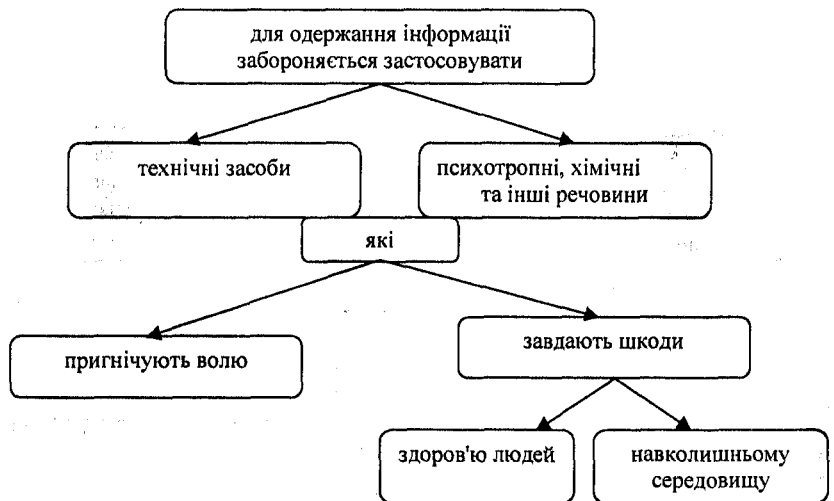 для одержання інформації
забороняється застосовувати
технічні засоби
психотропні, хімічні
та інші речовини
які
пригнічують волю
завдають шкоди
здоров'ю людей
навколишньому
середовищу